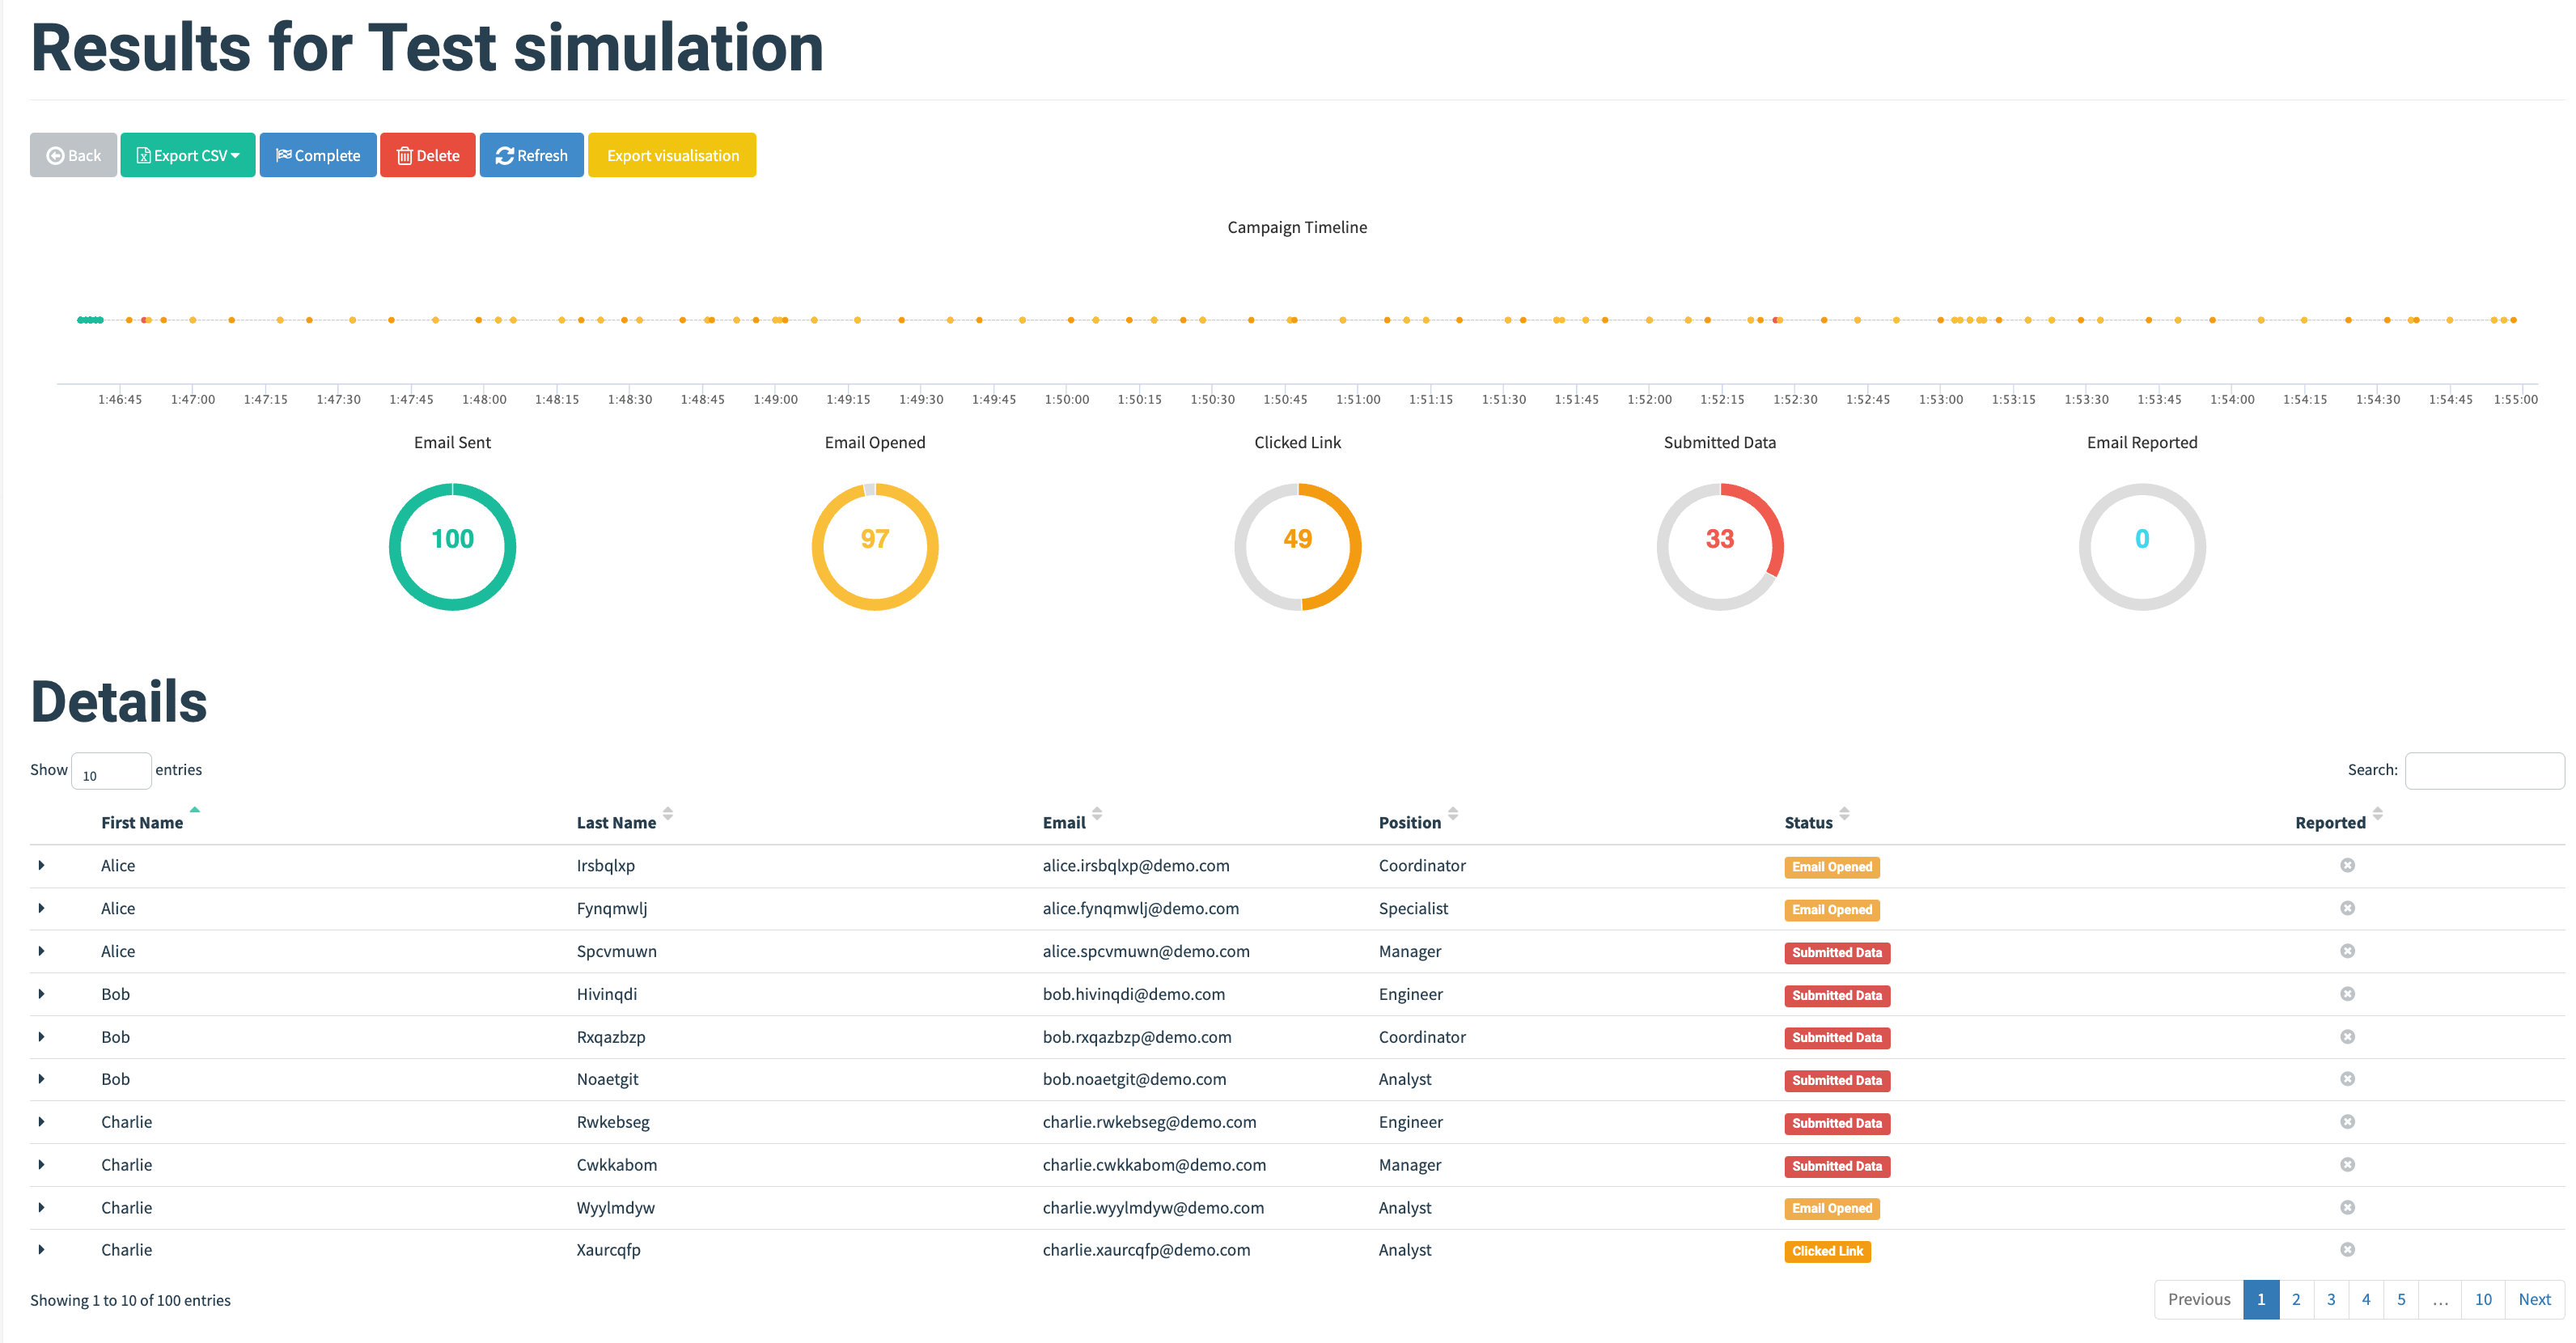 Results for Test simulation
Back Export CSV Complete Delete Refresh Export visualisation
Campaign Timeline
1:46:45 1:47:00 1:47:15 1:47:30 1:47:45 1:48:00 1:48:15 1:48:30 1:48:45 1:49:00 1:49:15 1:49:30 1:49:45 1:50:00 1:50:15 1:50:30 1:50:45 1:51:00 1:51:15 1:51:30 1:51:45 1:52:00 1:52:15 1:52:30 1:52:45 1:53:00 1:53:15 1:53:30 1:53:45 1:54:00 1:54:15 1:54:30 1:54:45 1:55:00
Email Sent Email Opened Clicked Link Submitted Data Email Reported
100 97 49 33 0
Details
Show 10 entries Search:
First Name Last Name Email Position Status Reported
Alice Irsbqlxp alice.irsbqlxp@demo.com Coordinator Email Opened
Alice Fynqmwlj alice.fynqmwlj@demo.com Specialist Email Opened
Alice Spcvmuwn alice.spcvmuwn@demo.com Manager Submitted Data
Bob Hivinqdi bob.hivinqdi@demo.com Engineer Submitted Data
Bob Rxqazbzp bob.rxqazbzp@demo.com Coordinator Submitted Data
Bob Noaetgit bob.noaetgit@demo.com Analyst Submitted Data
Charlie Rwkebseg charlie.rwkebseg@demo.com Engineer Submitted Data
Charlie Cwkkabom charlie.cwkkabom@demo.com Manager Submitted Data
Charlie Wyylmdyw charlie.wyylmdyw@demo.com Analyst Email Opened
Charlie Xaurcqfp charlie.xaurcqfp@demo.com Analyst Clicked Link
Showing 1 to 10 of 100 entries Previous 1 2 3 4 5 … 10 Next